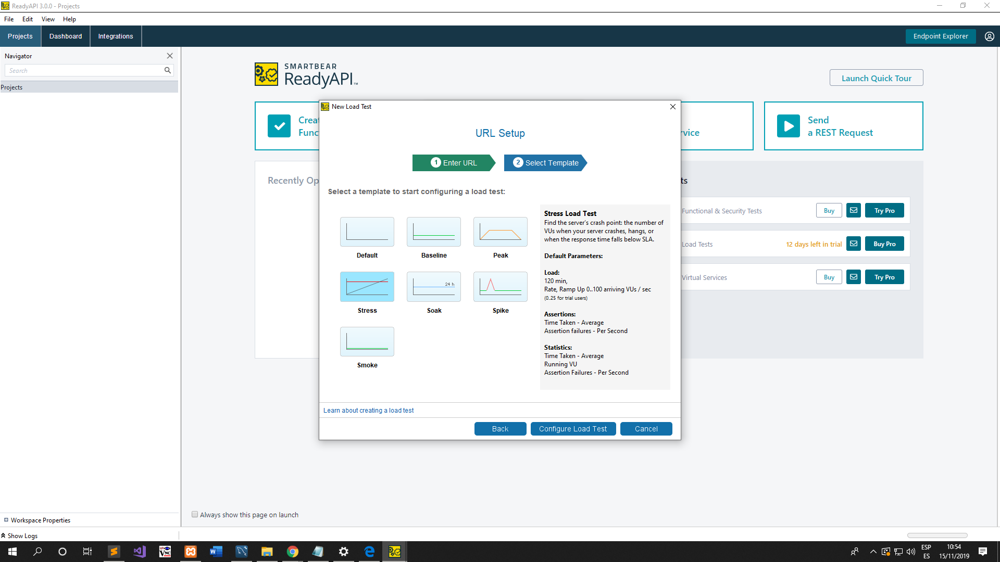 ReadyAPI 3.0.0 - Projects
File Edit View Help
Projects Dashboard Integrations Endpoint Explorer
Navigator
Search
Projects
SMARTBEAR
ReadyAPI™
Launch Quick Tour
Crea
Func
rvice
Send
a REST Request
Recently Op
ts
Functional & Security Tests Buy Try Pro
Load Tests 12 days left in trial Buy Pro
Virtual Services Buy Try Pro
New Load Test
URL Setup
1 Enter URL 2 Select Template
Select a template to start configuring a load test:
Default Baseline Peak
24 h
Stress Soak Spike
Smoke
Stress Load Test
Find the server's crash point: the number of
VUs when your server crashes, hangs, or
when the response time falls below SLA.
Default Parameters:
Load:
120 min,
Rate, Ramp Up 0..100 arriving VUs / sec
(0..25 for trial users)
Assertions:
Time Taken - Average
Assertion failures - Per Second
Statistics:
Time Taken - Average
Running VU
Assertion Failures - Per Second
Learn about creating a load test
Back Configure Load Test Cancel
Always show this page on launch
Workspace Properties
Show Logs
ESP
ES
10:54
15/11/2019